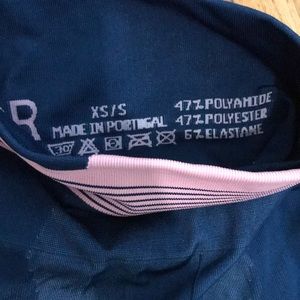 R
XS/S
MADE IN PORTUGAL
30°
47% POLYAMIDE
47% POLYESTER
6% ELASTANE